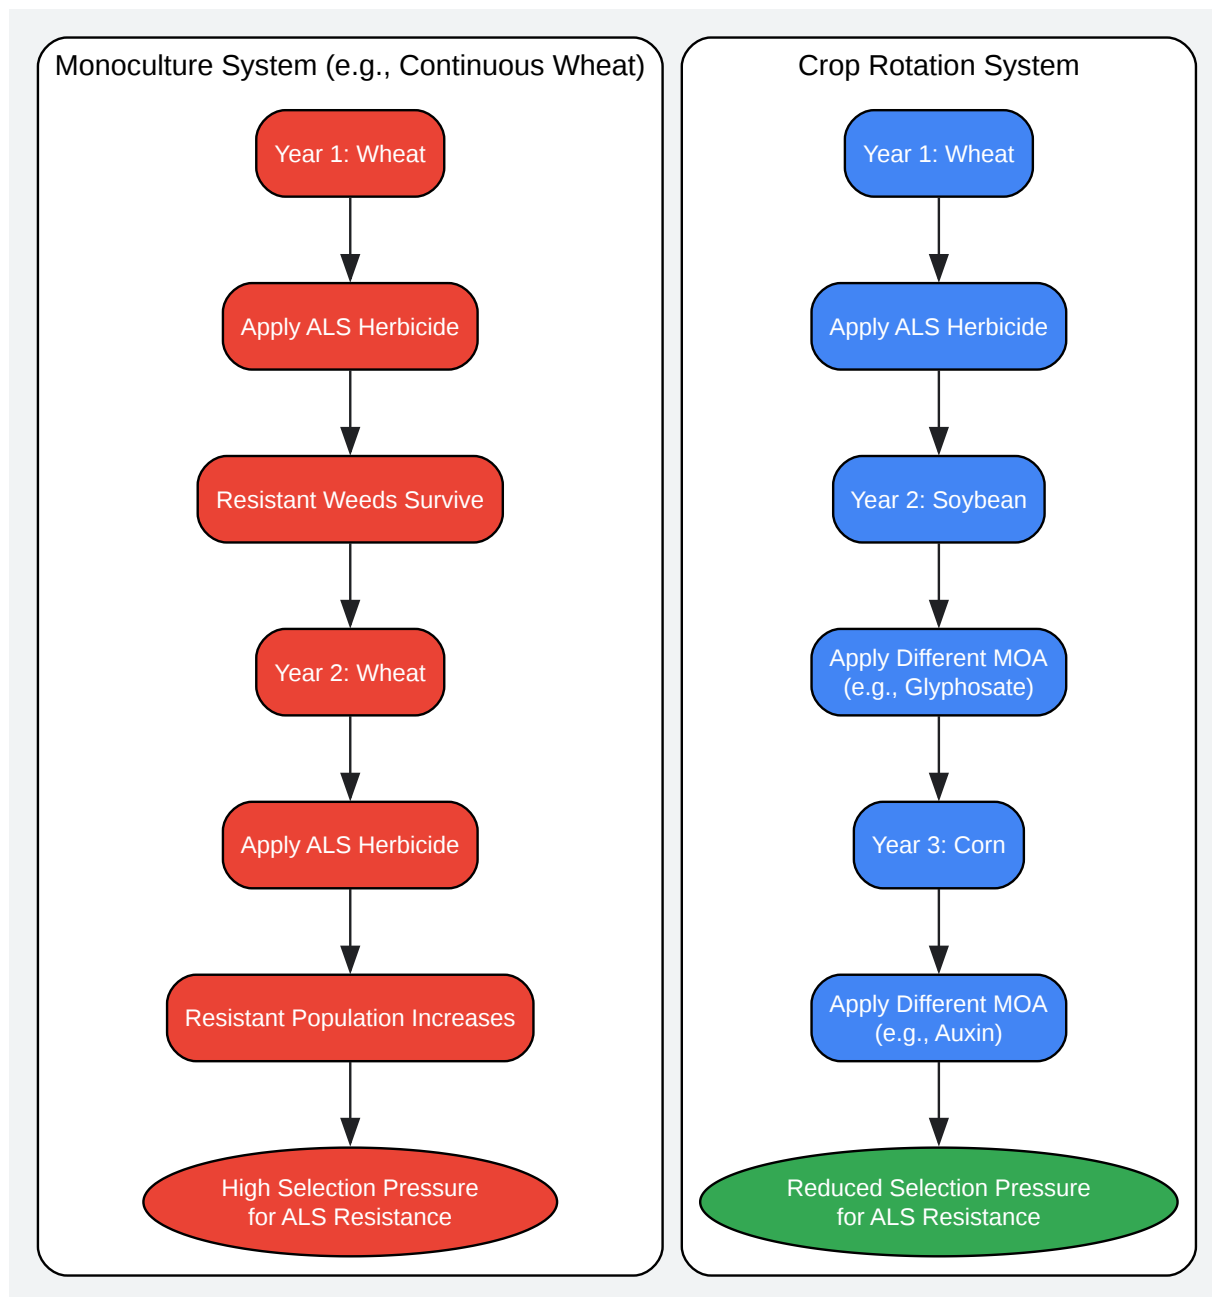 Monoculture System (e.g., Continuous Wheat)
Year 1: Wheat
Apply ALS Herbicide
Resistant Weeds Survive
Year 2: Wheat
Apply ALS Herbicide
Resistant Population Increases
High Selection Pressure
for ALS Resistance
Crop Rotation System
Year 1: Wheat
Apply ALS Herbicide
Year 2: Soybean
Apply Different MOA
(e.g., Glyphosate)
Year 3: Corn
Apply Different MOA
(e.g., Auxin)
Reduced Selection Pressure
for ALS Resistance